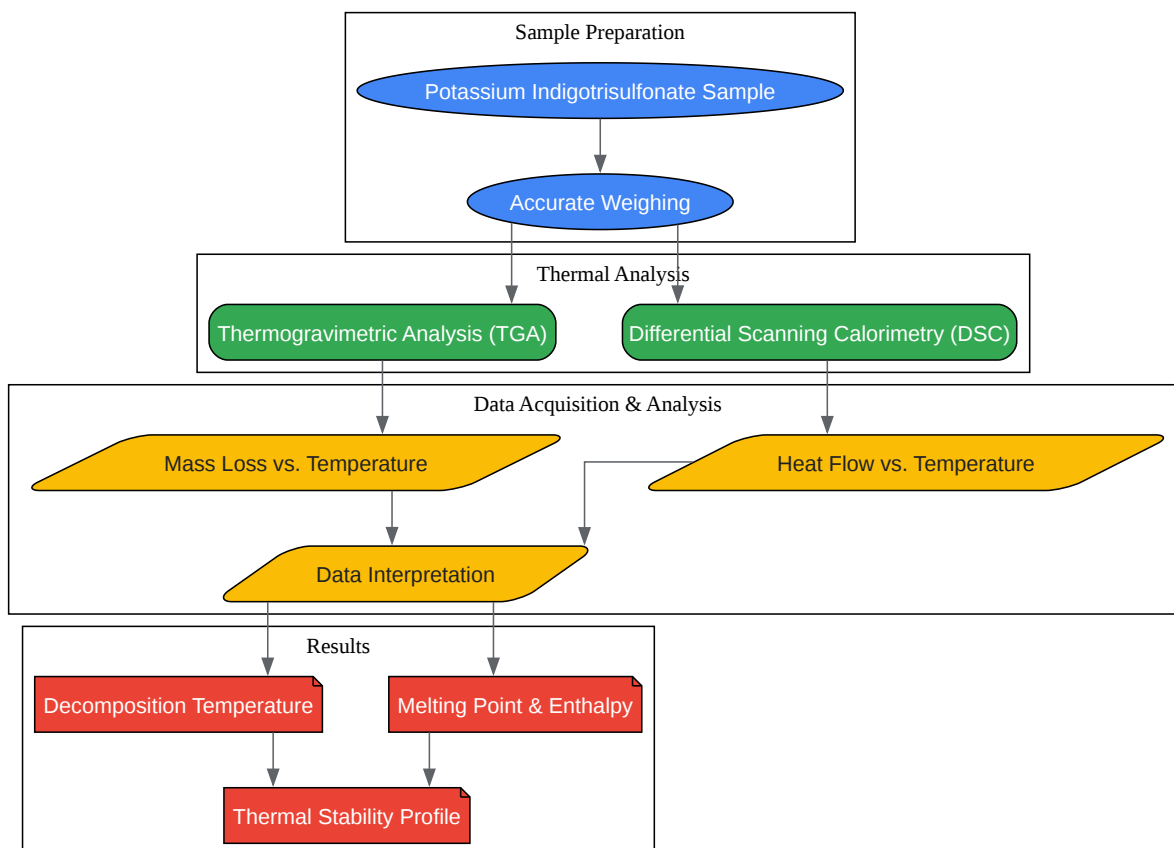 Sample Preparation
Potassium Indigotrisulfonate Sample
Accurate Weighing
Thermal Analysis
Thermogravimetric Analysis (TGA)
Differential Scanning Calorimetry (DSC)
Data Acquisition & Analysis
Mass Loss vs. Temperature
Heat Flow vs. Temperature
Data Interpretation
Results
Decomposition Temperature
Melting Point & Enthalpy
Thermal Stability Profile